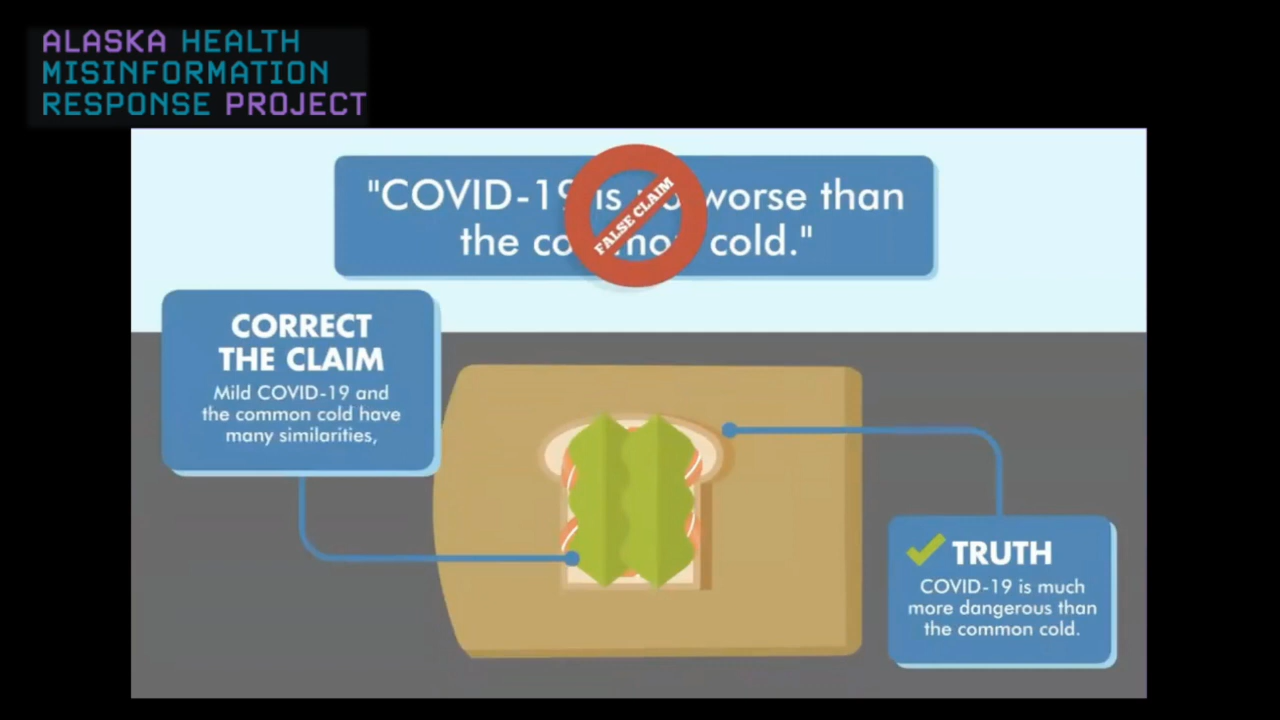 ALASKA HEALTH
MISINFORMATION
RESPONSE PROJECT
"COVID-19 is no worse than
the common cold."
FALSE CLAIM
CORRECT
THE CLAIM
Mild COVID-19 and
the common cold have
many similarities,
TRUTH
COVID-19 is much
more dangerous than
the common cold.